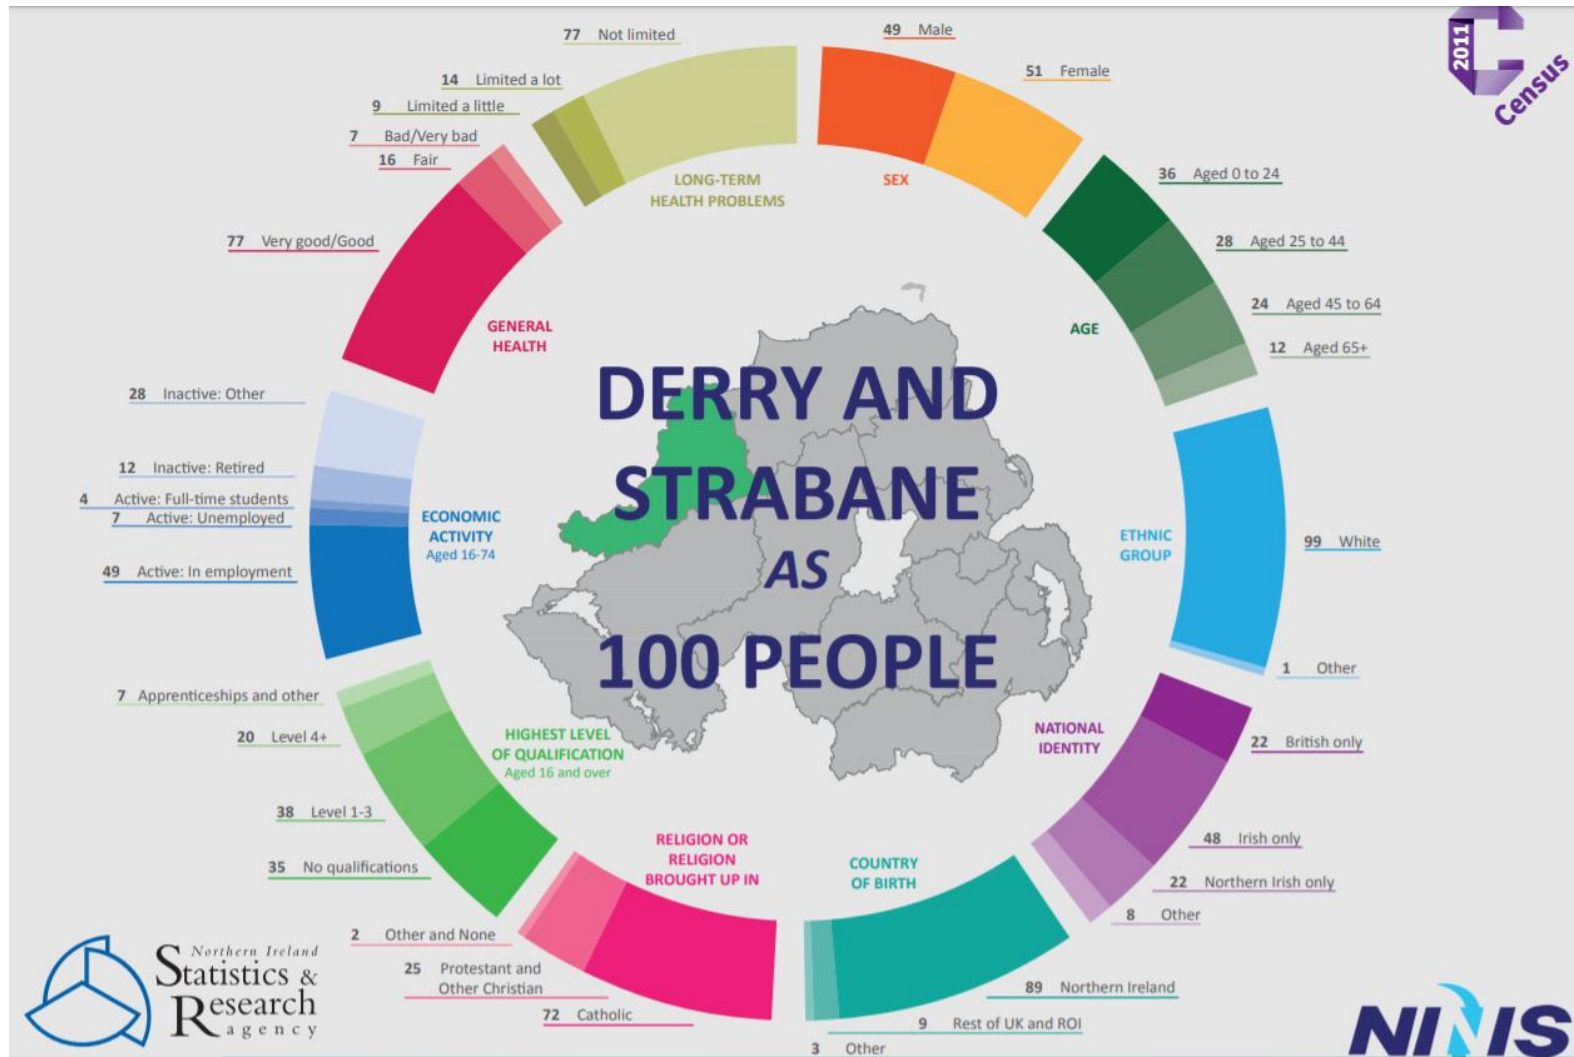 2011
Census
49 Male
51 Female
SEX
36 Aged 0 to 24
28 Aged 25 to 44
24 Aged 45 to 64
12 Aged 65+
AGE
99 White
1 Other
ETHNIC
GROUP
22 British only
48 Irish only
22 Northern Irish only
8 Other
NATIONAL
IDENTITY
89 Northern Ireland
9 Rest of UK and ROI
3 Other
COUNTRY
OF BIRTH
72 Catholic
25 Protestant and
Other Christian
2 Other and None
RELIGION OR
RELIGION
BROUGHT UP IN
35 No qualifications
38 Level 1-3
20 Level 4+
7 Apprenticeships and other
HIGHEST LEVEL
OF QUALIFICATION
Aged 16 and over
49 Active: In employment
7 Active: Unemployed
4 Active: Full-time students
12 Inactive: Retired
28 Inactive: Other
ECONOMIC
ACTIVITY
Aged 16-74
77 Very good/Good
16 Fair
7 Bad/Very bad
GENERAL
HEALTH
9 Limited a little
14 Limited a lot
77 Not limited
LONG-TERM
HEALTH PROBLEMS
DERRY AND
STRABANE
AS
100 PEOPLE
Northern Ireland
Statistics &
Research
agency
NINIS